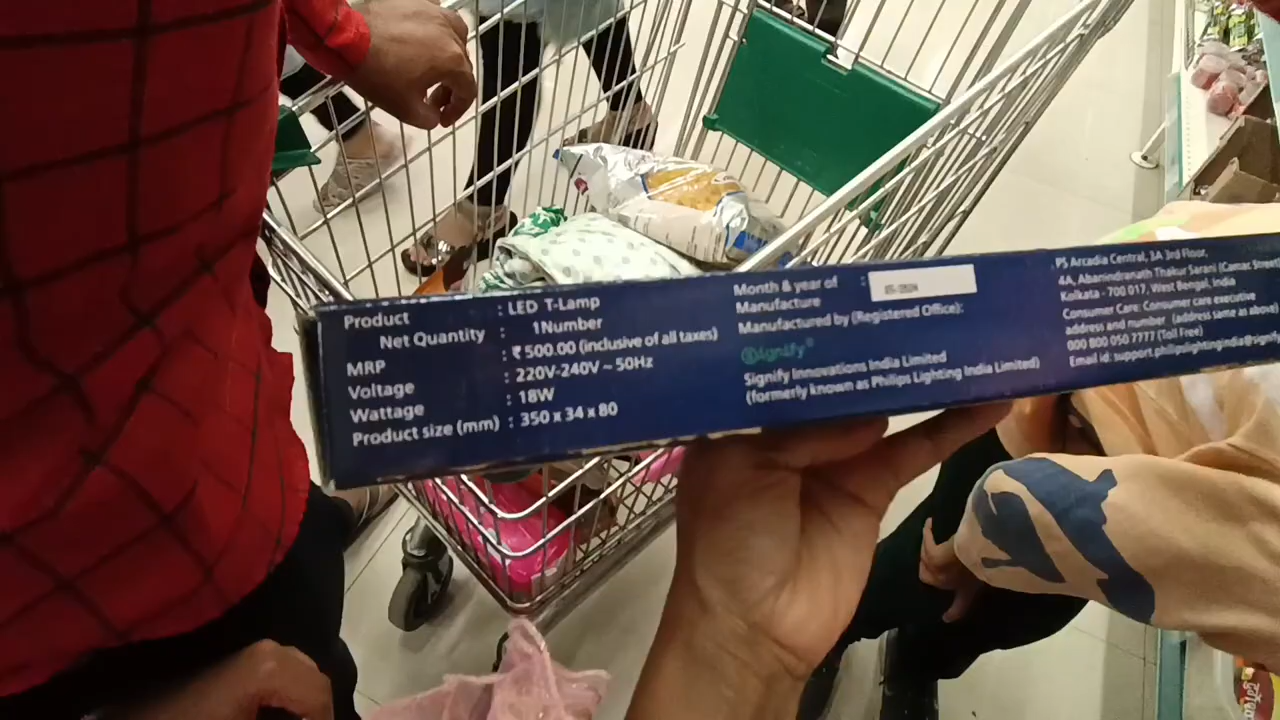 Product : LED T-Lamp
Net Quantity : 1Number
MRP : ₹ 500.00 (inclusive of all taxes)
Voltage : 220V-240V ~ 50Hz
Wattage : 18W
Product size (mm) : 350 x 34 x 80
Month & year of
Manufacture :
Manufactured by (Registered Office):
Signify
Signify Innovations India Limited
(formerly known as Philips Lighting India Limited)
PS Arcadia Central, 3A 3rd Floor,
4A, Abanindranath Thakur Sarani (Camac Street)
Kolkata - 700 017, West Bengal, India
Consumer Care: Consumer care executive
address and number (address same as above)
000 800 050 7777 (Toll Free)
Email id: support.philipslightingindia@signify